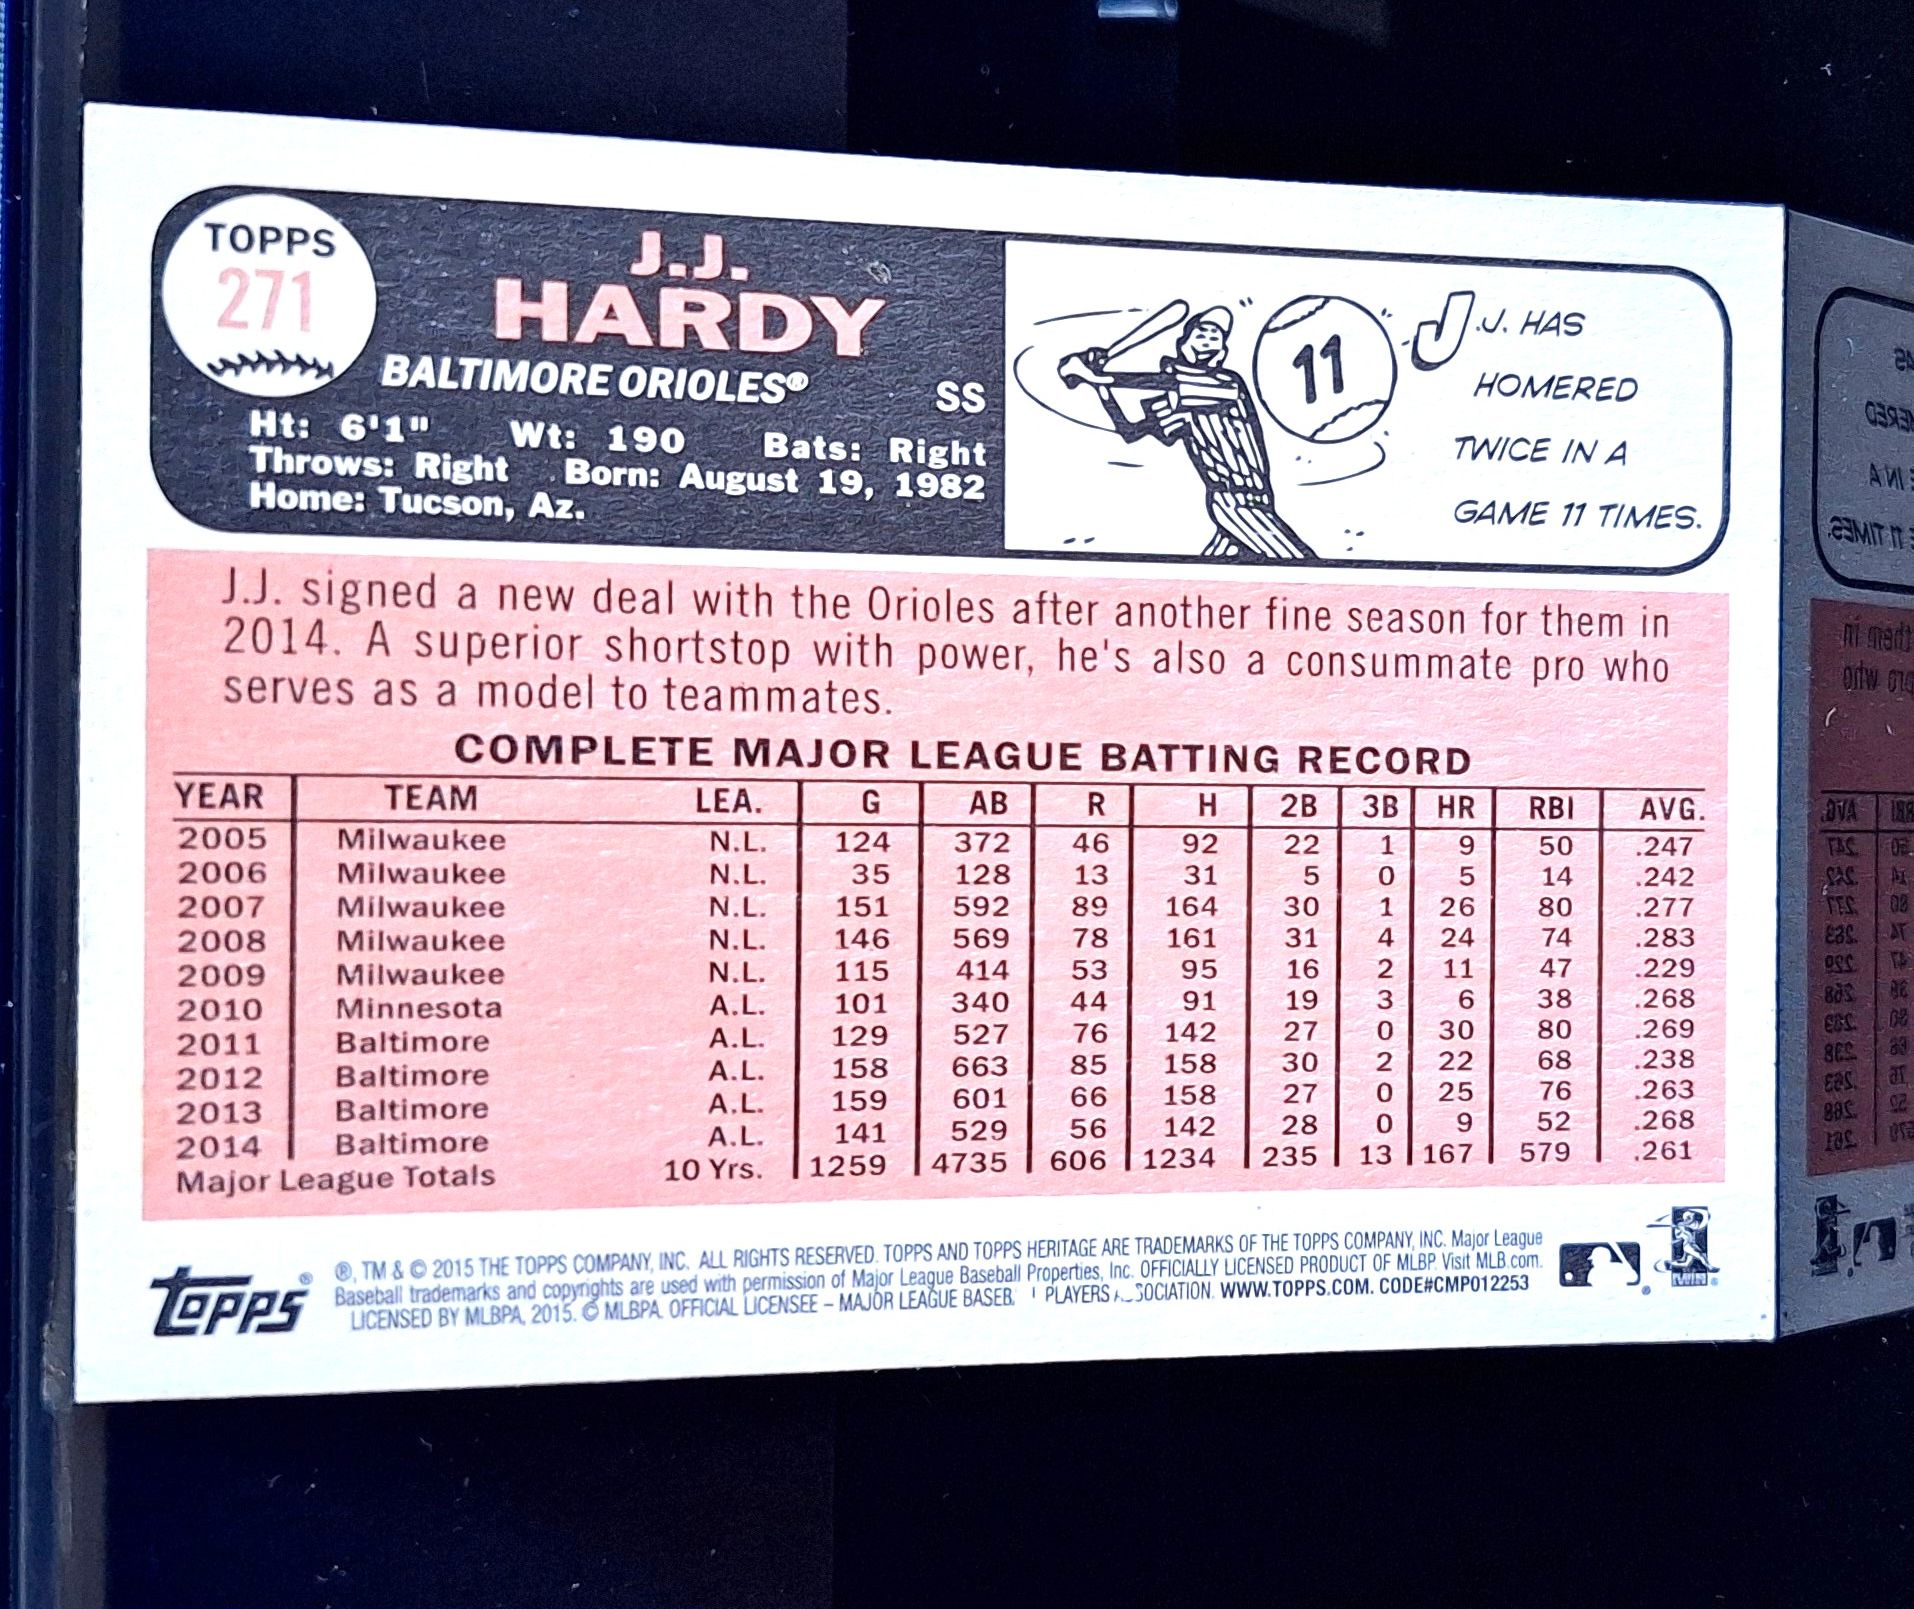 TOPPS
271
J.J.
HARDY
BALTIMORE ORIOLES®
SS
Ht: 6'1" Wt: 190 Bats: Right
Throws: Right Born: August 19, 1982
Home: Tucson, Az.
11
J.J. HAS
HOMERED
TWICE IN A
GAME 11 TIMES.
J.J. signed a new deal with the Orioles after another fine season for them in
2014. A superior shortstop with power, he's also a consummate pro who
serves as a model to teammates.
COMPLETE MAJOR LEAGUE BATTING RECORD
YEAR TEAM LEA. G AB R H 2B 3B HR RBI AVG.
2005 Milwaukee N.L. 124 372 46 92 22 1 9 50 .247
2006 Milwaukee N.L. 35 128 13 31 5 0 5 14 .242
2007 Milwaukee N.L. 151 592 89 164 30 1 26 80 .277
2008 Milwaukee N.L. 146 569 78 161 31 4 24 74 .283
2009 Milwaukee N.L. 115 414 53 95 16 2 11 47 .229
2010 Minnesota A.L. 101 340 44 91 19 3 6 38 .268
2011 Baltimore A.L. 129 527 76 142 27 0 30 80 .269
2012 Baltimore A.L. 158 663 85 158 30 2 22 68 .238
2013 Baltimore A.L. 159 601 66 158 27 0 25 76 .263
2014 Baltimore A.L. 141 529 56 142 28 0 9 52 .268
Major League Totals 10 Yrs. 1259 4735 606 1234 235 13 167 579 .261
TOPPS®
®, TM & © 2015 THE TOPPS COMPANY, INC. ALL RIGHTS RESERVED. TOPPS AND TOPPS HERITAGE ARE TRADEMARKS OF THE TOPPS COMPANY, INC. Major League
Baseball trademarks and copyrights are used with permission of Major League Baseball Properties, Inc. OFFICIALLY LICENSED PRODUCT OF MLBP. Visit MLB.com.
LICENSED BY MLBPA, 2015. © MLBPA. OFFICIAL LICENSEE – MAJOR LEAGUE PLAYERS WWW.TOPPS.COM. CODE#CMP012253